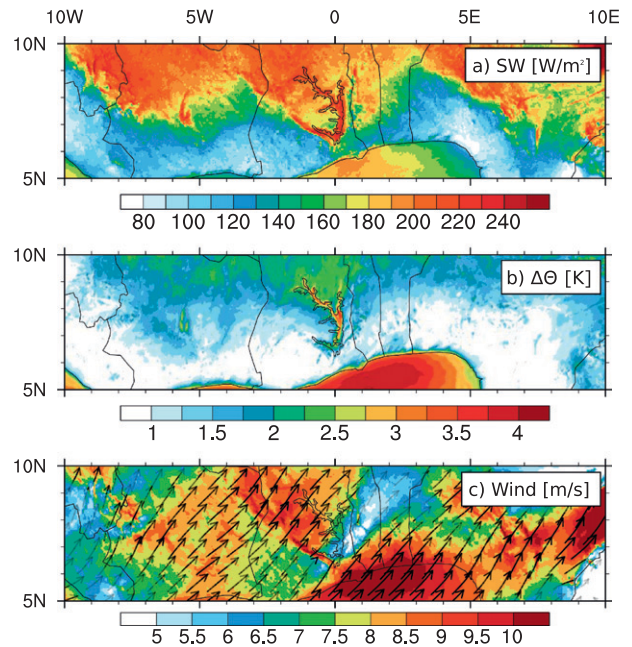 10W 5W 0 5E 10E
10N
a) SW [W/m²]
5N
80 100 120 140 160 180 200 220 240
10N
b) ΔΘ [K]
5N
1 1.5 2 2.5 3 3.5 4
10N
c) Wind [m/s]
5N
5 5.5 6 6.5 7 7.5 8 8.5 9 9.5 10